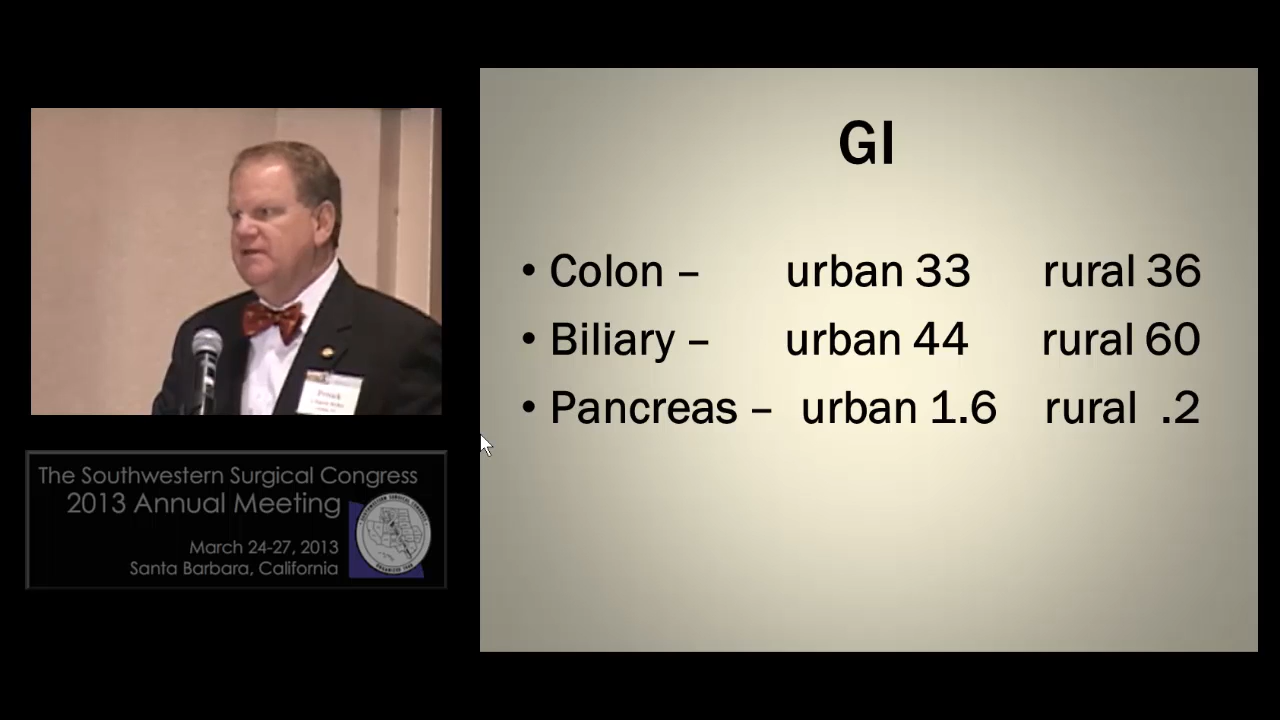 GI
• Colon – urban 33 rural 36
• Biliary – urban 44 rural 60
• Pancreas – urban 1.6 rural .2
The Southwestern Surgical Congress
2013 Annual Meeting
March 24-27, 2013
Santa Barbara, California